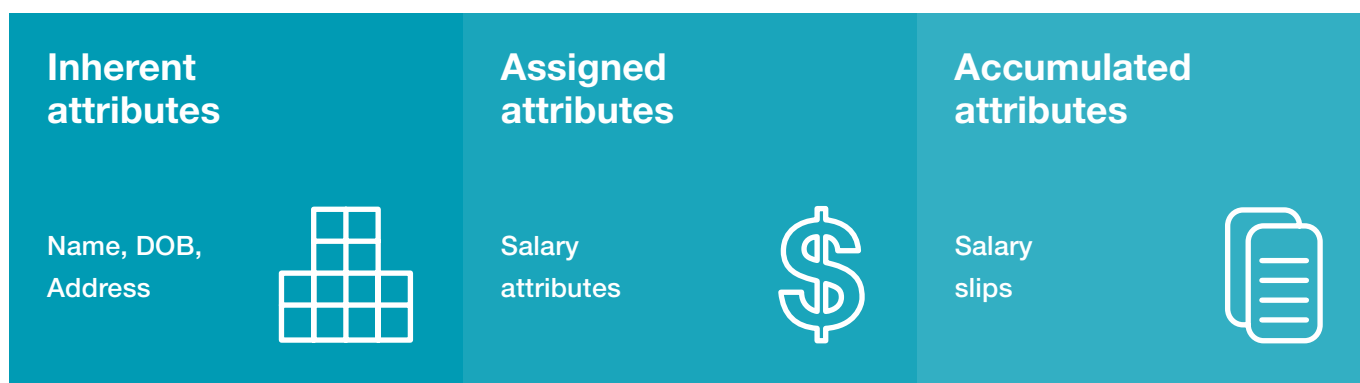 Inherent
attributes
Name, DOB,
Address
Assigned
attributes
Salary
attributes
Accumulated
attributes
Salary
slips